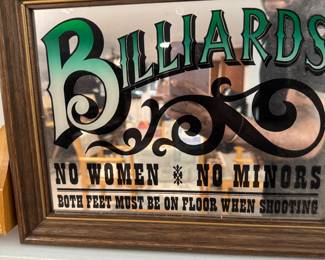 BILLIARDS
NO WOMEN NO MINORS
BOTH FEET MUST BE ON FLOOR WHEN SHOOTING